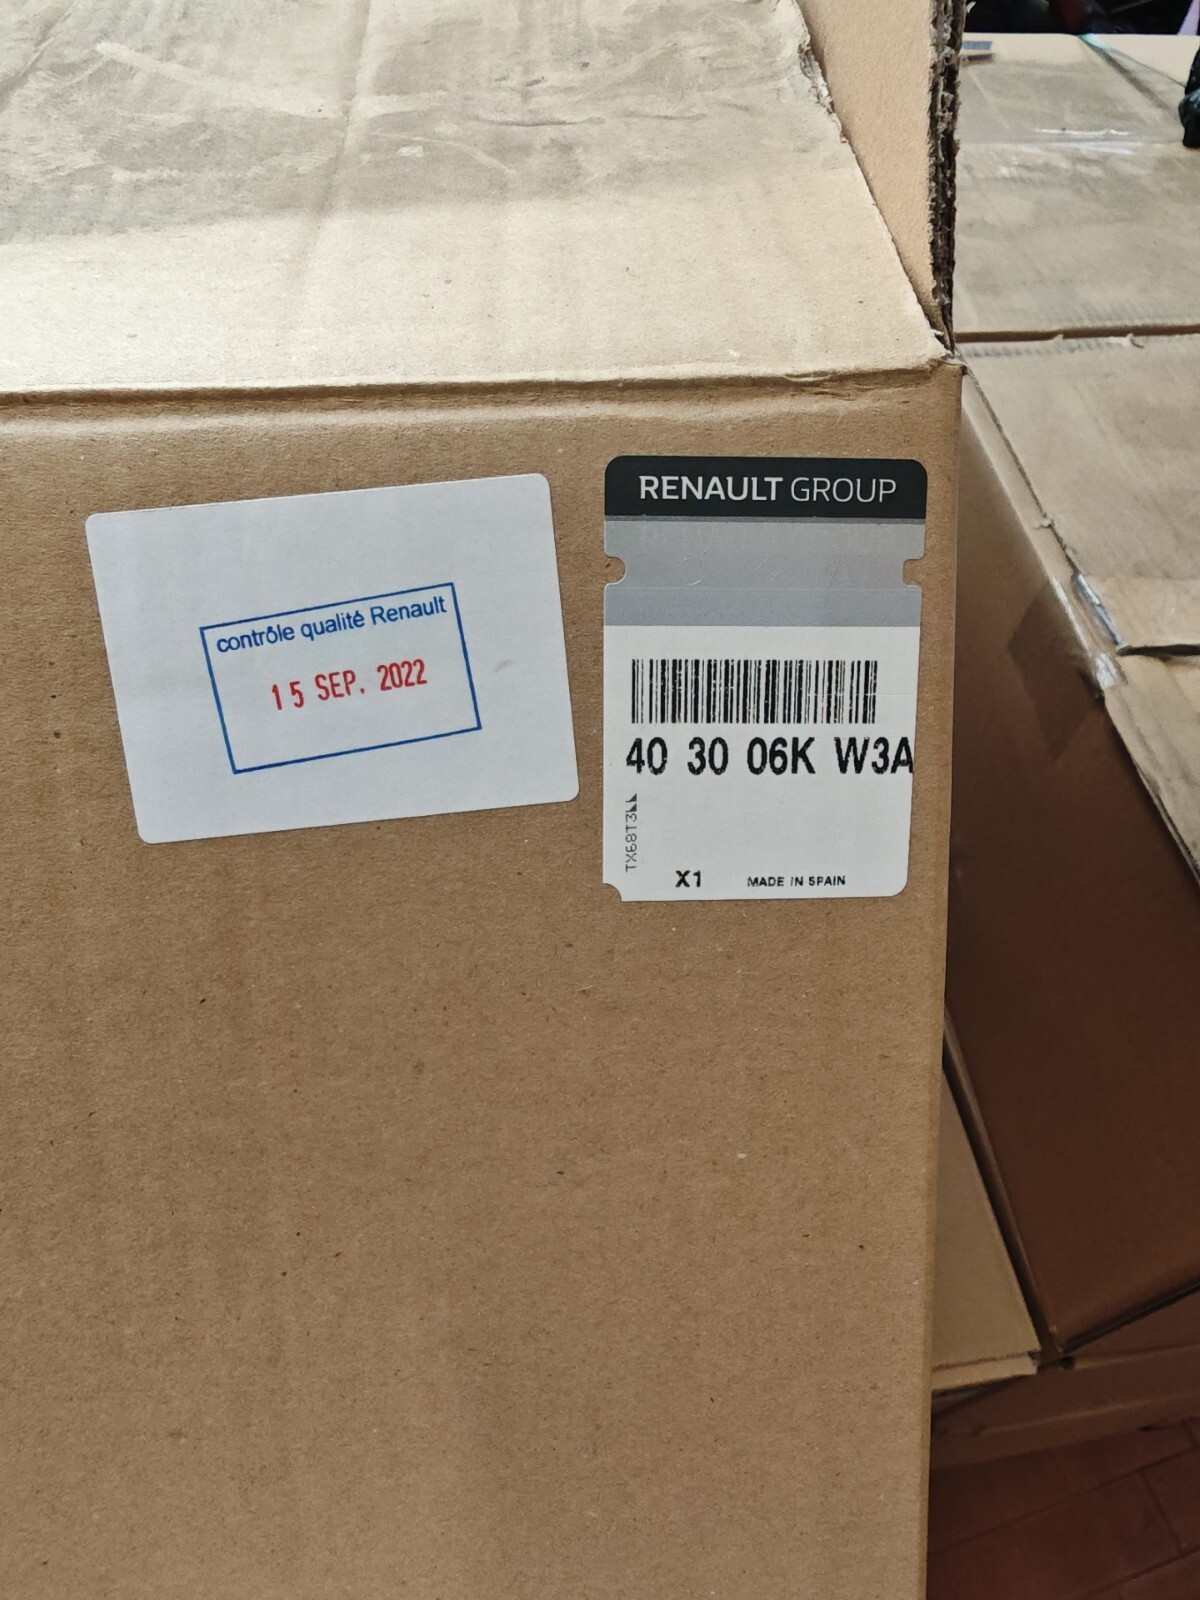 contrôle qualité Renault
15 SEP. 2022
RENAULT GROUP
40 30 06K W3A
TX68T3
X1 MADE IN SPAIN